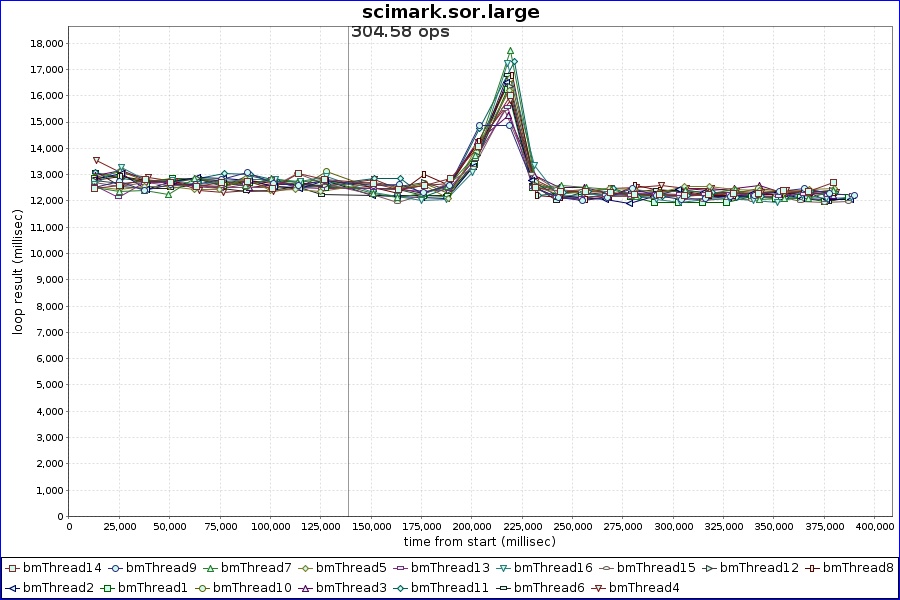 scimark.sor.large
304.58 ops
18,000
17,000
16,000
15,000
14,000
13,000
12,000
11,000
10,000
9,000
8,000
7,000
6,000
5,000
4,000
3,000
2,000
1,000
0
loop result (millisec)
0 25,000 50,000 75,000 100,000 125,000 150,000 175,000 200,000 225,000 250,000 275,000 300,000 325,000 350,000 375,000 400,000
time from start (millisec)
bmThread14 bmThread9 bmThread7 bmThread5 bmThread13 bmThread16 bmThread15 bmThread12 bmThread8
bmThread2 bmThread1 bmThread10 bmThread3 bmThread11 bmThread6 bmThread4